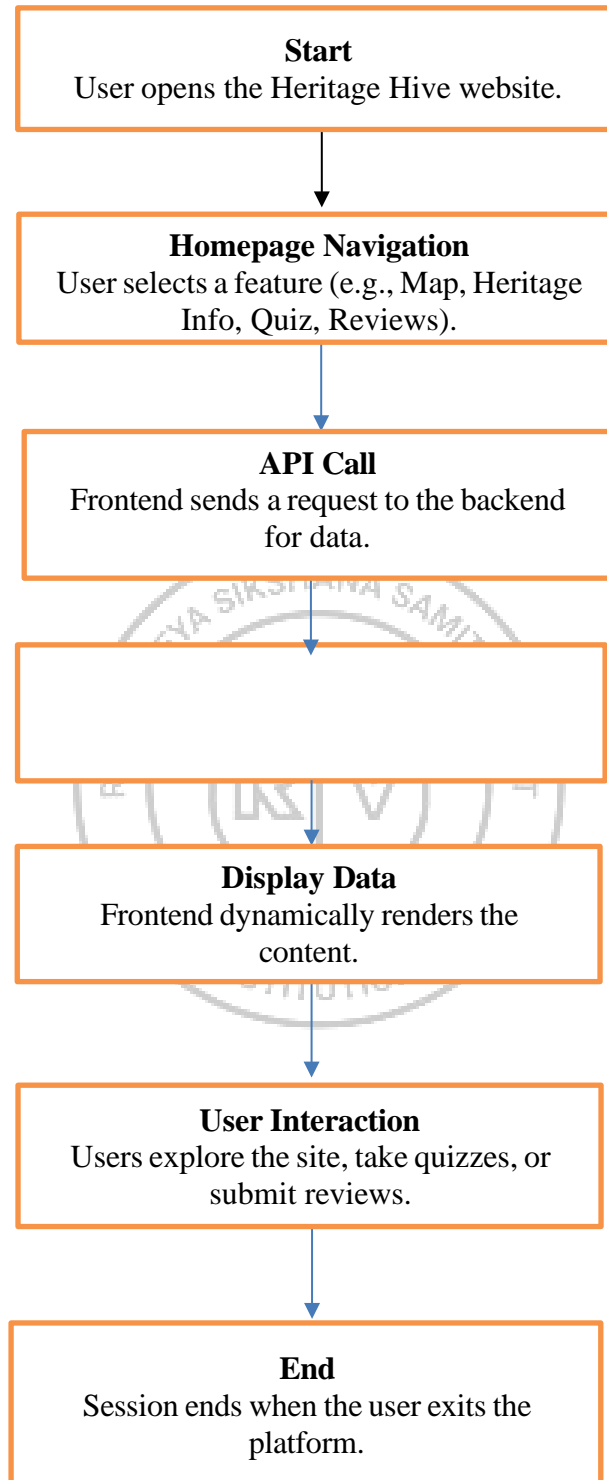 Start
User opens the Heritage Hive website.
Homepage Navigation
User selects a feature (e.g., Map, Heritage
Info, Quiz, Reviews).
API Call
Frontend sends a request to the backend
for data.
SIKSHANA
Display Data
Frontend dynamically renders the
content.
User Interaction
Users explore the site, take quizzes, or
submit reviews.
End
Session ends when the user exits the
platform.